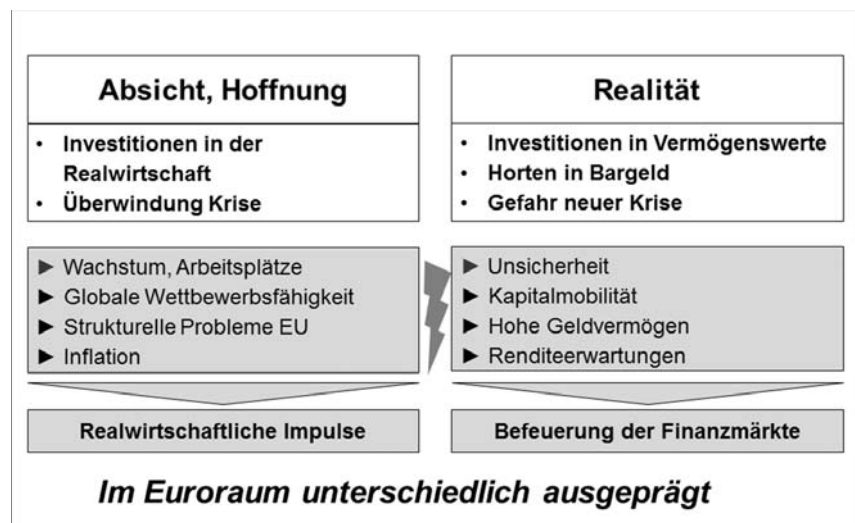 Absicht, Hoffnung
• Investitionen in der
Realwirtschaft
• Überwindung Krise
► Wachstum, Arbeitsplätze
► Globale Wettbewerbsfähigkeit
► Strukturelle Probleme EU
► Inflation
Realwirtschaftliche Impulse
Realität
• Investitionen in Vermögenswerte
• Horten in Bargeld
• Gefahr neuer Krise
► Unsicherheit
► Kapitalmobilität
► Hohe Geldvermögen
► Renditeerwartungen
Befeuerung der Finanzmärkte
Im Euroraum unterschiedlich ausgeprägt